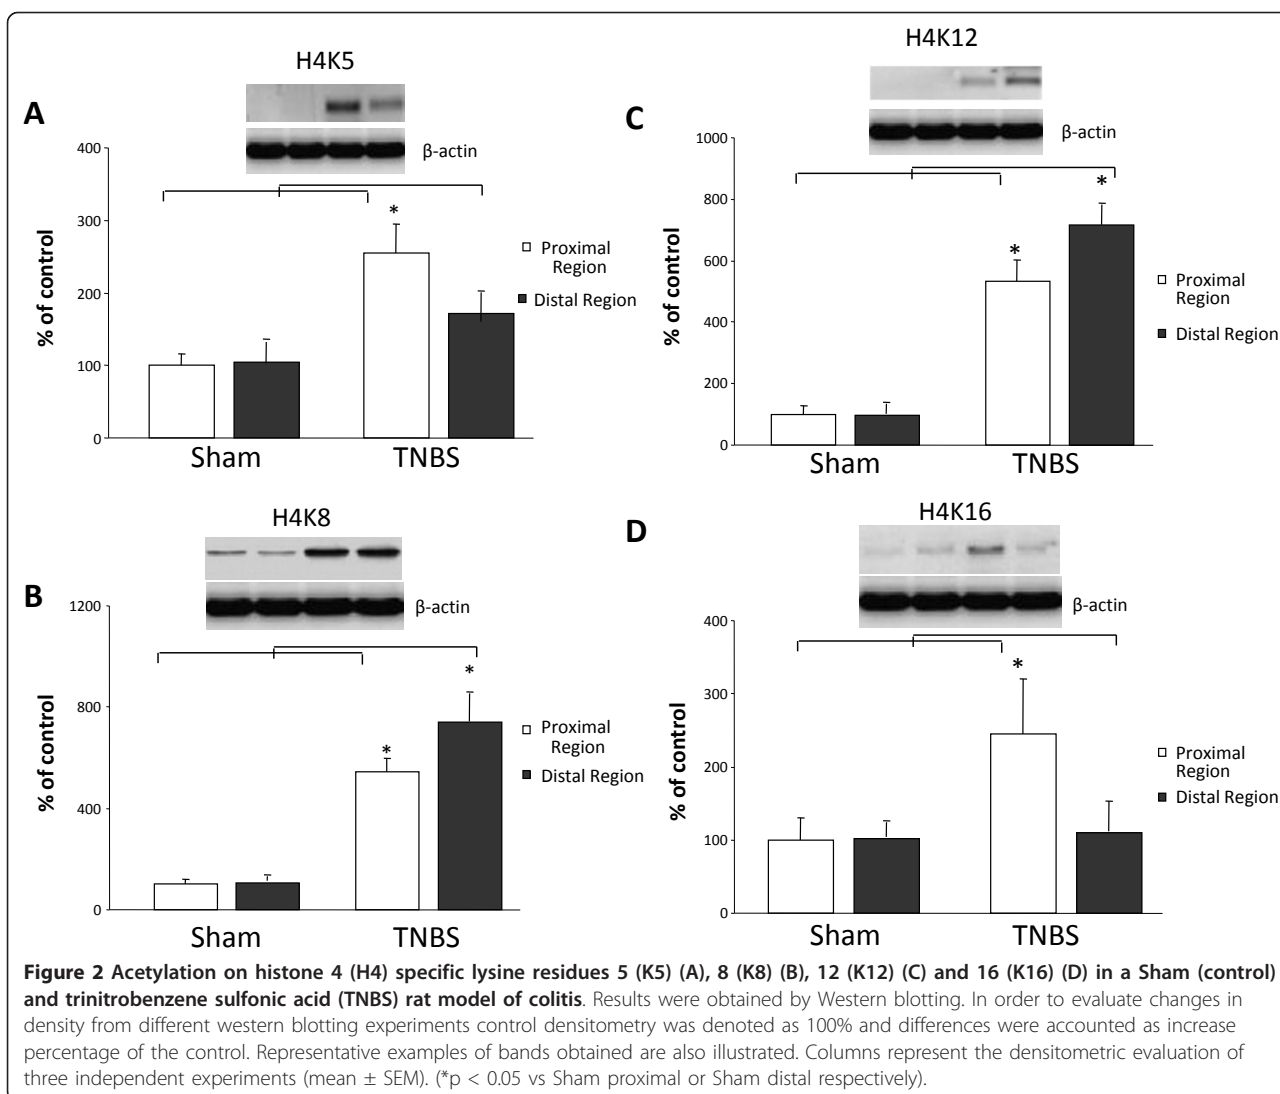 H4K5
A
β-actin
400
300
200
100
0
% of control
*
Proximal
Region
Distal Region
Sham
TNBS
H4K12
C
β-actin
1000
800
600
400
200
0
% of control
*
*
Proximal
Region
Distal Region
Sham
TNBS
H4K8
B
β-actin
1200
800
400
0
% of control
*
*
Proximal
Region
Distal Region
Sham
TNBS
H4K16
D
β-actin
400
300
200
100
0
% of control
*
Proximal
Region
Distal Region
Sham
TNBS
Figure 2 Acetylation on histone 4 (H4) specific lysine residues 5 (K5) (A), 8 (K8) (B), 12 (K12) (C) and 16 (K16) (D) in a Sham (control)
and trinitrobenzene sulfonic acid (TNBS) rat model of colitis. Results were obtained by Western blotting. In order to evaluate changes in
density from different western blotting experiments control densitometry was denoted as 100% and differences were accounted as increase
percentage of the control. Representative examples of bands obtained are also illustrated. Columns represent the densitometric evaluation of
three independent experiments (mean ± SEM). (*p < 0.05 vs Sham proximal or Sham distal respectively).